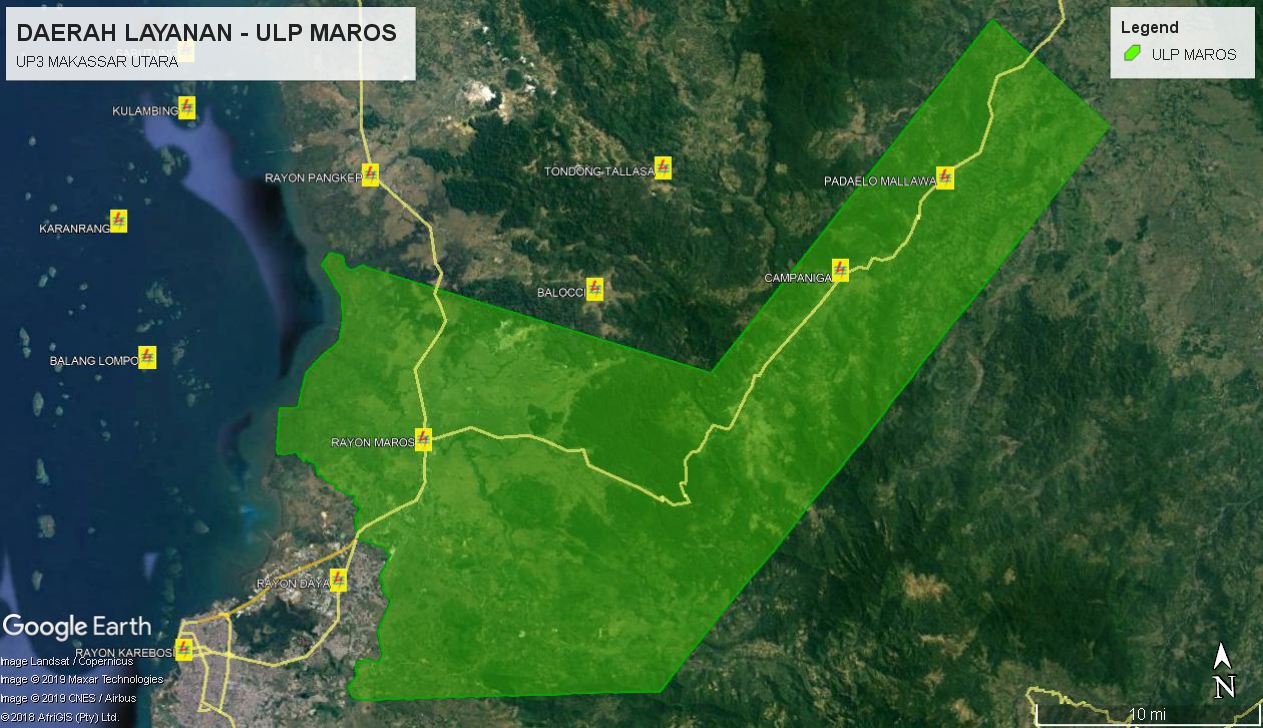 DAERAH LAYANAN - ULP MAROS
SABUTUNG
UP3 MAKASSAR UTARA
Legend
ULP MAROS
KULAMBING
RAYON PANGKEP
TONDONG TALLASA
PADAELO MALLAWA
KARANRANG
CAMPANIGA
BALOCCI
BALANG LOMPO
RAYON MAROS
RAYON DAYA
Google Earth
RAYON KAREBOSI
Image Landsat / Copernicus
Image © 2019 Maxar Technologies
Image © 2019 CNES / Airbus
©2018 AfriGIS (Pty) Ltd.
N
10 mi